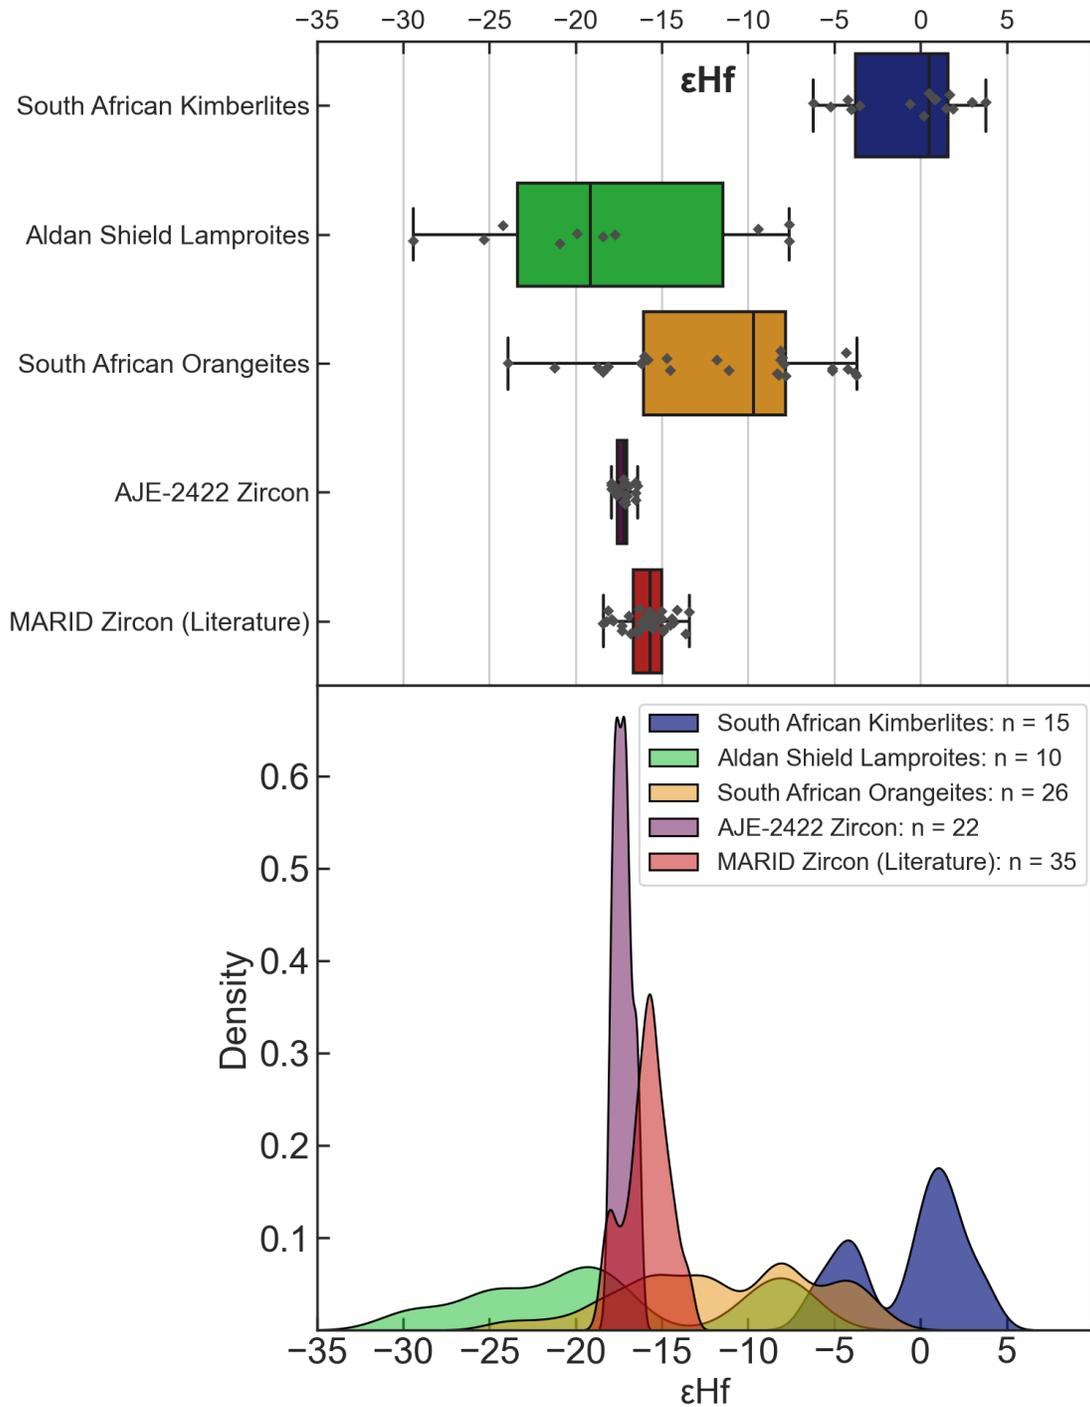 −35 −30 −25 −20 −15 −10 −5 0 5
εHf
South African Kimberlites
Aldan Shield Lamproites
South African Orangeites
AJE-2422 Zircon
MARID Zircon (Literature)
South African Kimberlites: n = 15
Aldan Shield Lamproites: n = 10
South African Orangeites: n = 26
AJE-2422 Zircon: n = 22
MARID Zircon (Literature): n = 35
0.6
0.5
0.4
0.3
0.2
0.1
Density
−35 −30 −25 −20 −15 −10 −5 0 5
εHf